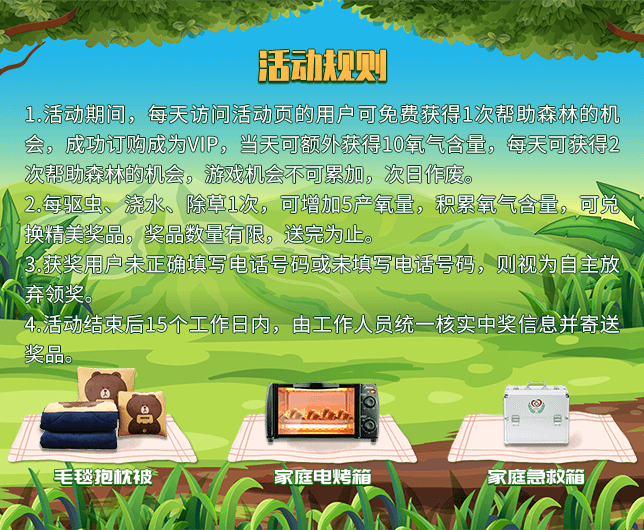 活动规则
1.活动期间，每天访问活动页的用户可免费获得1次帮助森林的机
会，成功订购成为VIP，当天可额外获得10氧气含量，每天可获得2
次帮助森林的机会，游戏机会不可累加，次日作废。
2.每驱虫、浇水、除草1次，可增加5产氧量，积累氧气含量，可兑
换精美奖品，奖品数量有限，送完为止。
3.获奖用户未正确填写电话号码或未填写电话号码，则视为自主放
弃领奖。
4.活动结束后15个工作日内，由工作人员统一核实中奖信息并寄送
奖品。
毛毯抱枕被 家庭电烤箱 家庭急救箱